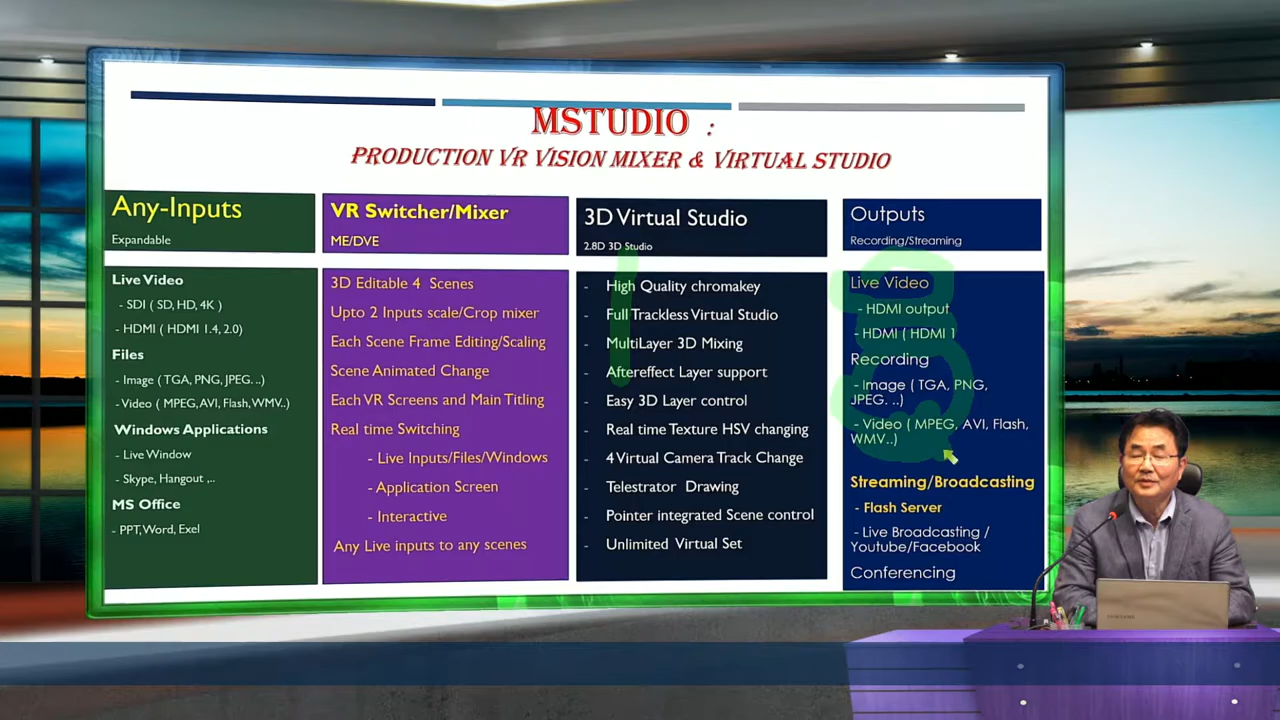 MSTUDIO :
PRODUCTION VR VISION MIXER & VIRTUAL STUDIO
Any-Inputs
Expandable
Live Video
- SDI ( SD, HD, 4K )
- HDMI ( HDMI 1.4, 2.0)
Files
- Image (TGA, PNG, JPEG. ..)
-Video ( MPEG, AVI, Flash,WMV..)
Windows Applications
- Live Window
- Skype, Hangout ,..
MS Office
- PPT, Word, Exel
VR Switcher/Mixer
ME/DVE
3D Editable 4 Scenes
Upto 2 Inputs scale/Crop mixer
Each Scene Frame Editing/Scaling
Scene Animated Change
Each VR Screens and Main Titling
Real time Switching
- Live Inputs/Files/Windows
- Application Screen
- Interactive
Any Live inputs to any scenes
3D Virtual Studio
2.8D 3D Studio
- High Quality chromakey
- Full Trackless Virtual Studio
- MultiLayer 3D Mixing
- Aftereffect Layer support
- Easy 3D Layer control
- Real time Texture HSV changing
- 4 Virtual Camera Track Change
- Telestrator Drawing
- Pointer integrated Scene control
- Unlimited Virtual Set
Outputs
Recording/Streaming
Live Video
- HDMI output
- HDMI ( HDMI 1
Recording
- Image ( TGA, PNG,
JPEG. ..)
- Video ( MPEG, AVI, Flash,
WMV..)
Streaming/Broadcasting
- Flash Server
- Live Broadcasting /
Youtube/Facebook
Conferencing